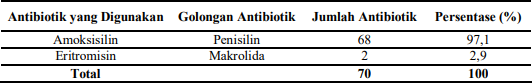 Antibiotik yang Digunakan Golongan Antibiotik Jumlah Antibiotik Persentase (%)
Amoksisilin Penisilin 68 97,1
Eritromisin Makrolida 2 2,9
Total 70 100